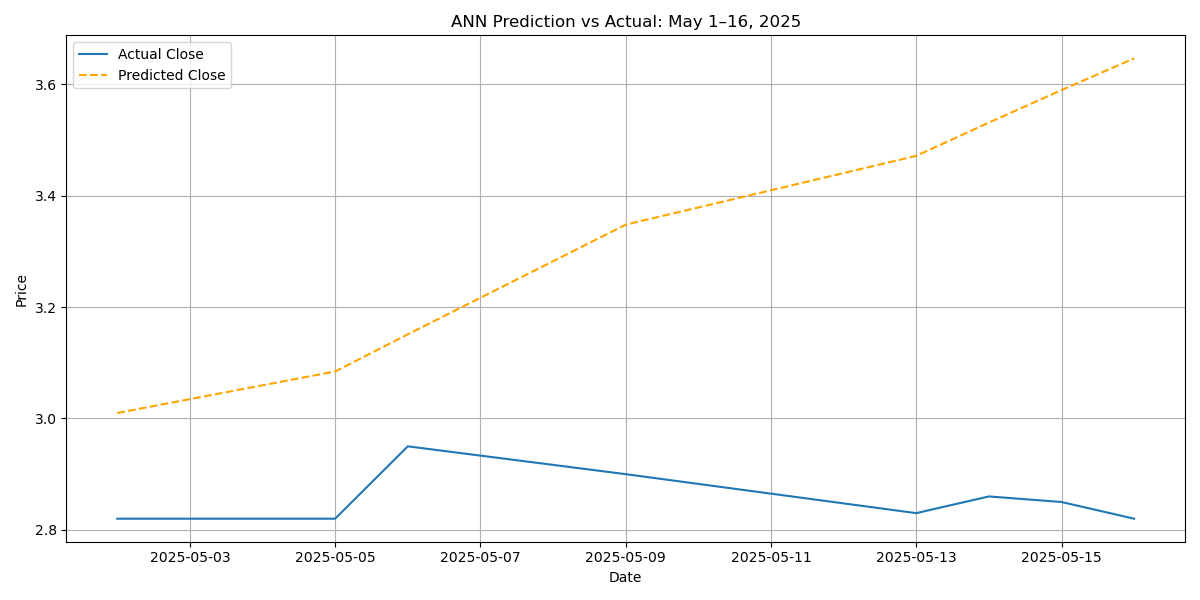 ANN Prediction vs Actual: May 1–16, 2025
Actual Close
Predicted Close
Price
3.6
3.4
3.2
3.0
2.8
2025-05-03
2025-05-05
2025-05-07
2025-05-09
2025-05-11
2025-05-13
2025-05-15
Date